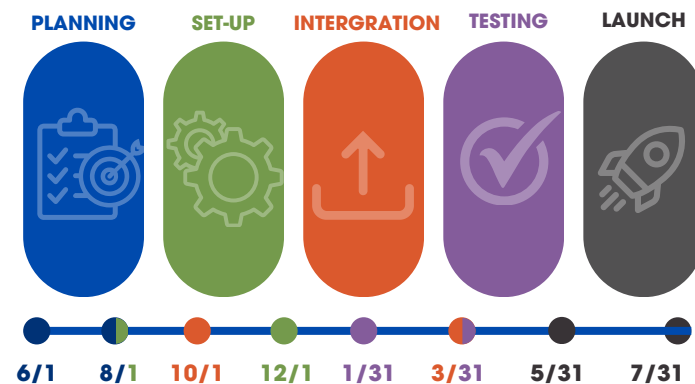 PLANNING
SET-UP
INTERGRATION
TESTING
LAUNCH
6/1
8/1
10/1
12/1
1/31
3/31
5/31
7/31